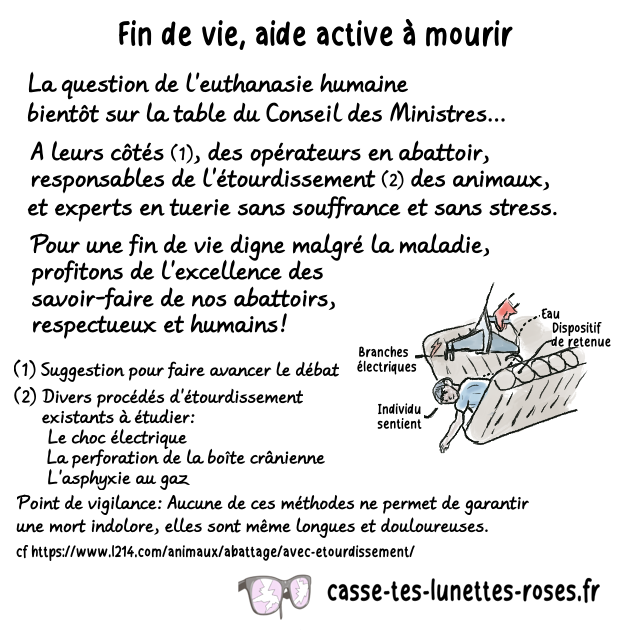 Fin de vie, aide active à mourir
La question de l'euthanasie humaine
bientôt sur la table du Conseil des Ministres...
A leurs côtés (1), des opérateurs en abattoir,
responsables de l'étourdissement (2) des animaux,
et experts en tuerie sans souffrance et sans stress.
Pour une fin de vie digne malgré la maladie,
profitons de l'excellence des
savoir-faire de nos abattoirs,
respectueux et humains!
Eau
Dispositif
de retenue
Branches
électriques
Individu
sentient
(1) Suggestion pour faire avancer le débat
(2) Divers procédés d'étourdissement
existants à étudier:
Le choc électrique
La perforation de la boîte crânienne
L'asphyxie au gaz
Point de vigilance: Aucune de ces méthodes ne permet de garantir
une mort indolore, elles sont même longues et douloureuses.
cf https://www.l214.com/animaux/abattage/avec-etourdissement/
casse-tes-lunettes-roses.fr